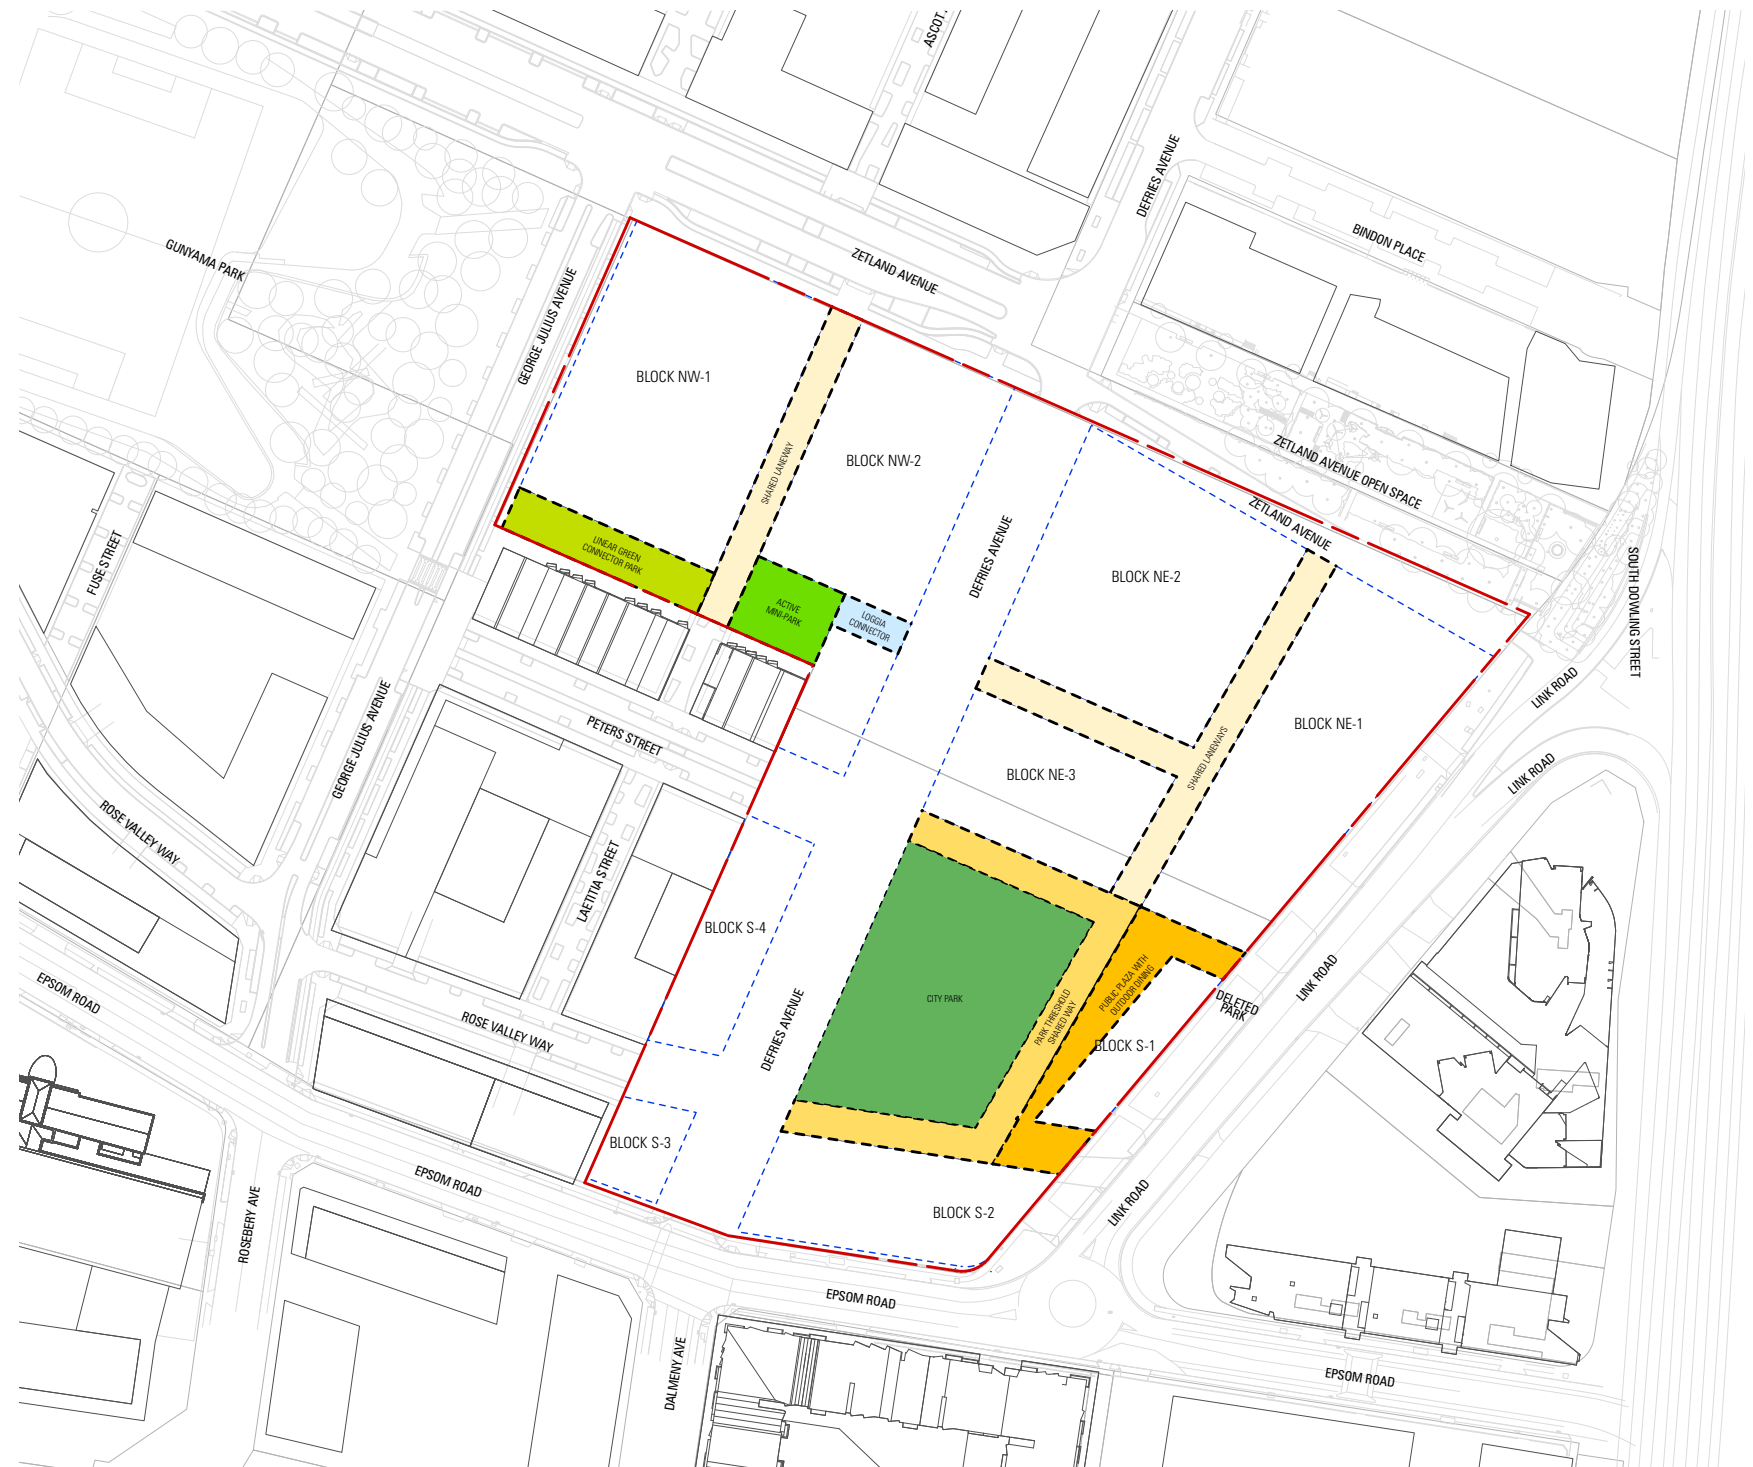 ASCOT
DEFRIES AVENUE
GUNYAMA PARK
BINDON PLACE
ZETLAND AVENUE
GEORGE JULIUS AVENUE
BLOCK NW-1
BLOCK NW-2
SHARED LANEWAY
ZETLAND AVENUE OPEN SPACE
ZETLAND AVENUE
LINEAR GREEN
CONNECTOR PARK
FUSE STREET
DEFRIES AVENUE
BLOCK NE-2
ACTIVE
MINI-PARK
LOGGIA
CONNECTOR
SOUTH DOWLING STREET
LINK ROAD
BLOCK NE-1
GEORGE JULIUS AVENUE
PETERS STREET
SHARED LANEWAYS
BLOCK NE-3
LINK ROAD
ROSE VALLEY WAY
LAETITIA STREET
BLOCK S-4
EPSOM ROAD
CITY PARK
PUBLIC PLAZA WITH
OUTDOOR DINING
PARK THRESHOLD
SHARED WAY
DELETED
PARK
LINK ROAD
ROSE VALLEY WAY
DEFRIES AVENUE
BLOCK S-1
BLOCK S-3
EPSOM ROAD
ROSEBERY AVE
BLOCK S-2
LINK ROAD
EPSOM ROAD
DALMENY AVE
EPSOM ROAD